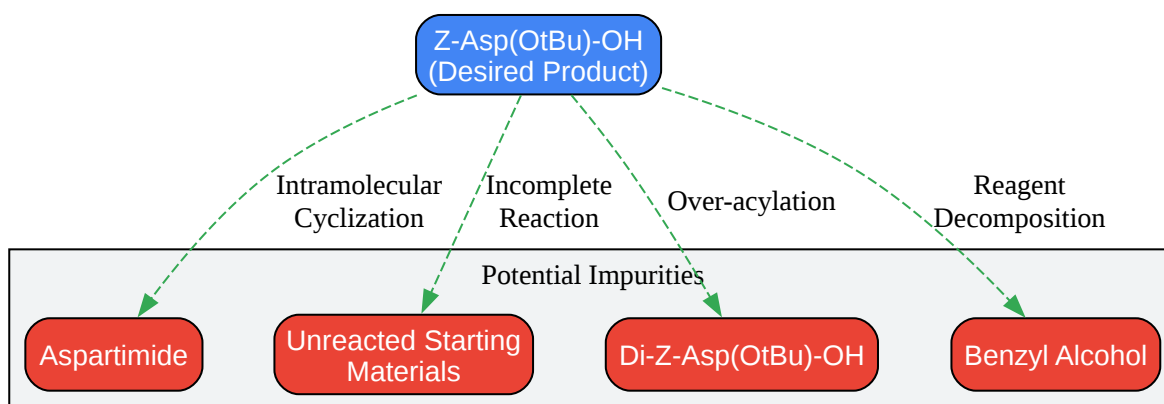 Z-Asp(OtBu)-OH
(Desired Product)
Intramolecular
Cyclization
Incomplete
Reaction
Over-acylation
Reagent
Decomposition
Potential Impurities
Aspartimide
Unreacted Starting
Materials
Di-Z-Asp(OtBu)-OH
Benzyl Alcohol